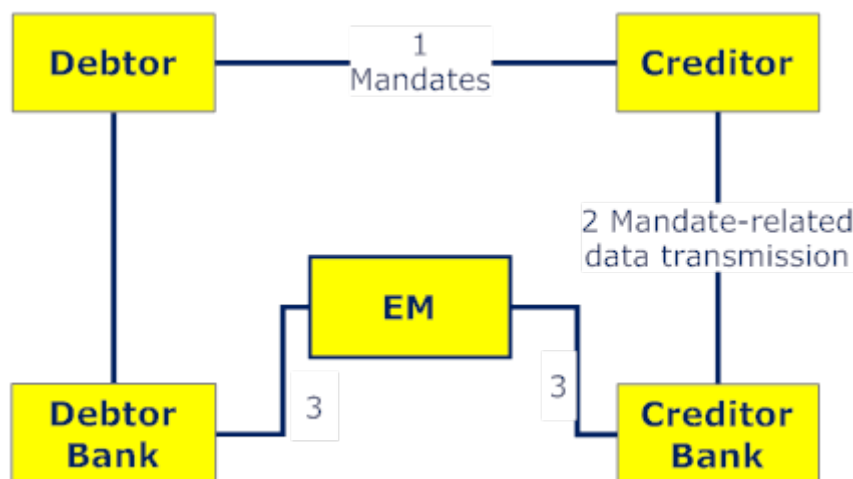 Debtor
1
Mandates
Creditor
2 Mandate-related
data transmission
EM
3
3
Debtor
Bank
Creditor
Bank